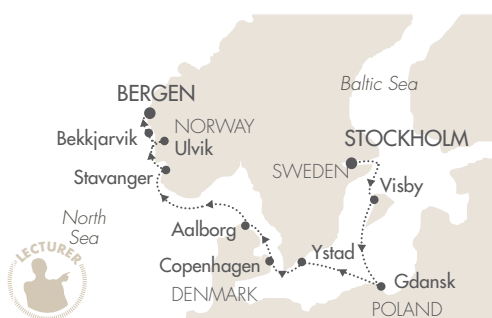 Baltic Sea
BERGEN
NORWAY
Bekkjarvik
Ulvik
STOCKHOLM
SWEDEN
Stavanger
Visby
North
Sea
Aalborg
Ystad
Copenhagen
Gdansk
DENMARK
POLAND
LECTURER